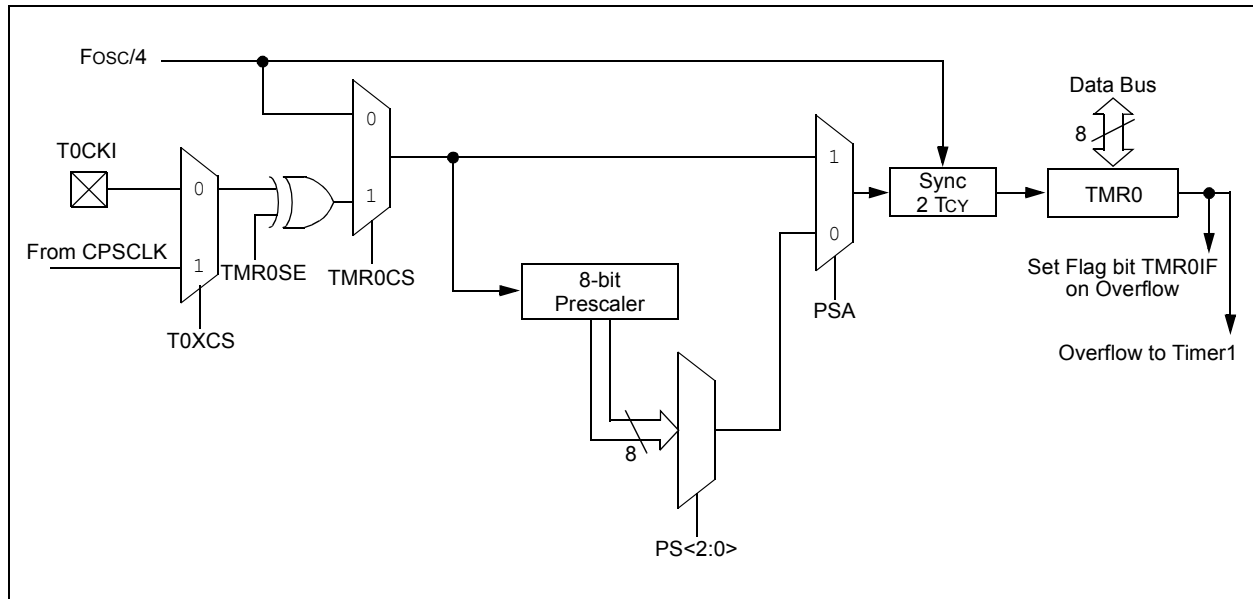 FOSC/4
T0CKI
0
1
From CPSCLK
T0XCS
TMR0SE
0
1
TMR0CS
8-bit
Prescaler
8
PS<2:0>
1
0
PSA
Sync
2 TCY
Data Bus
8
TMR0
Set Flag bit TMR0IF
on Overflow
Overflow to Timer1